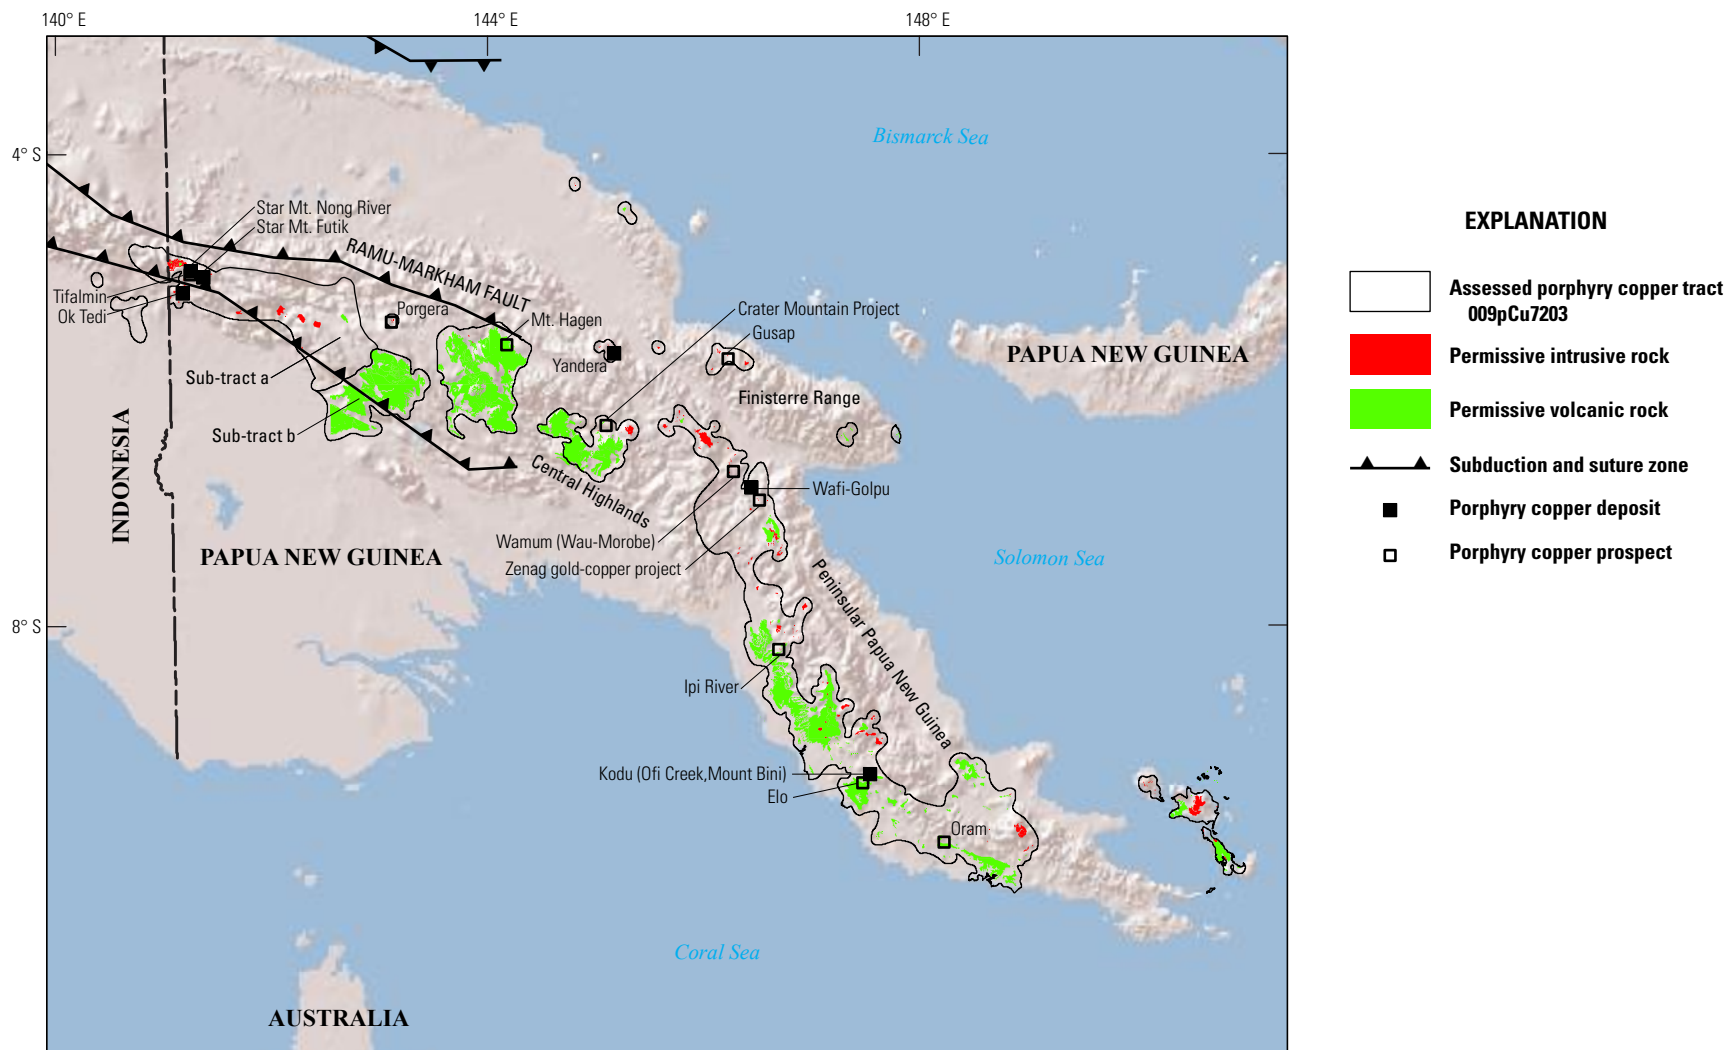 140° E
144° E
148° E
4° S
8° S
Bismarck Sea
Star Mt. Nong River
Star Mt. Futik
RAMU-MARKHAM FAULT
Tifalmin
Ok Tedi
Porgera
Mt. Hagen
Crater Mountain Project
Gusap
Yandera
PAPUA NEW GUINEA
Sub-tract a
Finisterre Range
Sub-tract b
INDONESIA
Central Highlands
Wafi-Golpu
PAPUA NEW GUINEA
Wamum (Wau-Morobe)
Zenag gold-copper project
Solomon Sea
Peninsular Papua New Guinea
Ipi River
Kodu (Ofi Creek,Mount Bini)
Elo
Oram
Coral Sea
AUSTRALIA
EXPLANATION
Assessed porphyry copper tract
009pCu7203
Permissive intrusive rock
Permissive volcanic rock
Subduction and suture zone
Porphyry copper deposit
Porphyry copper prospect